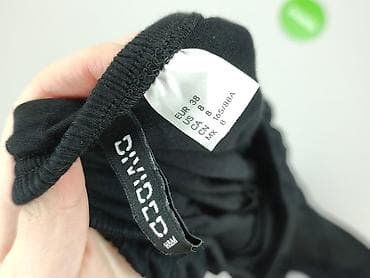 EUR 38
US 8
CA 8
CN 165/88A
MX 8
DIVIDED
H&M